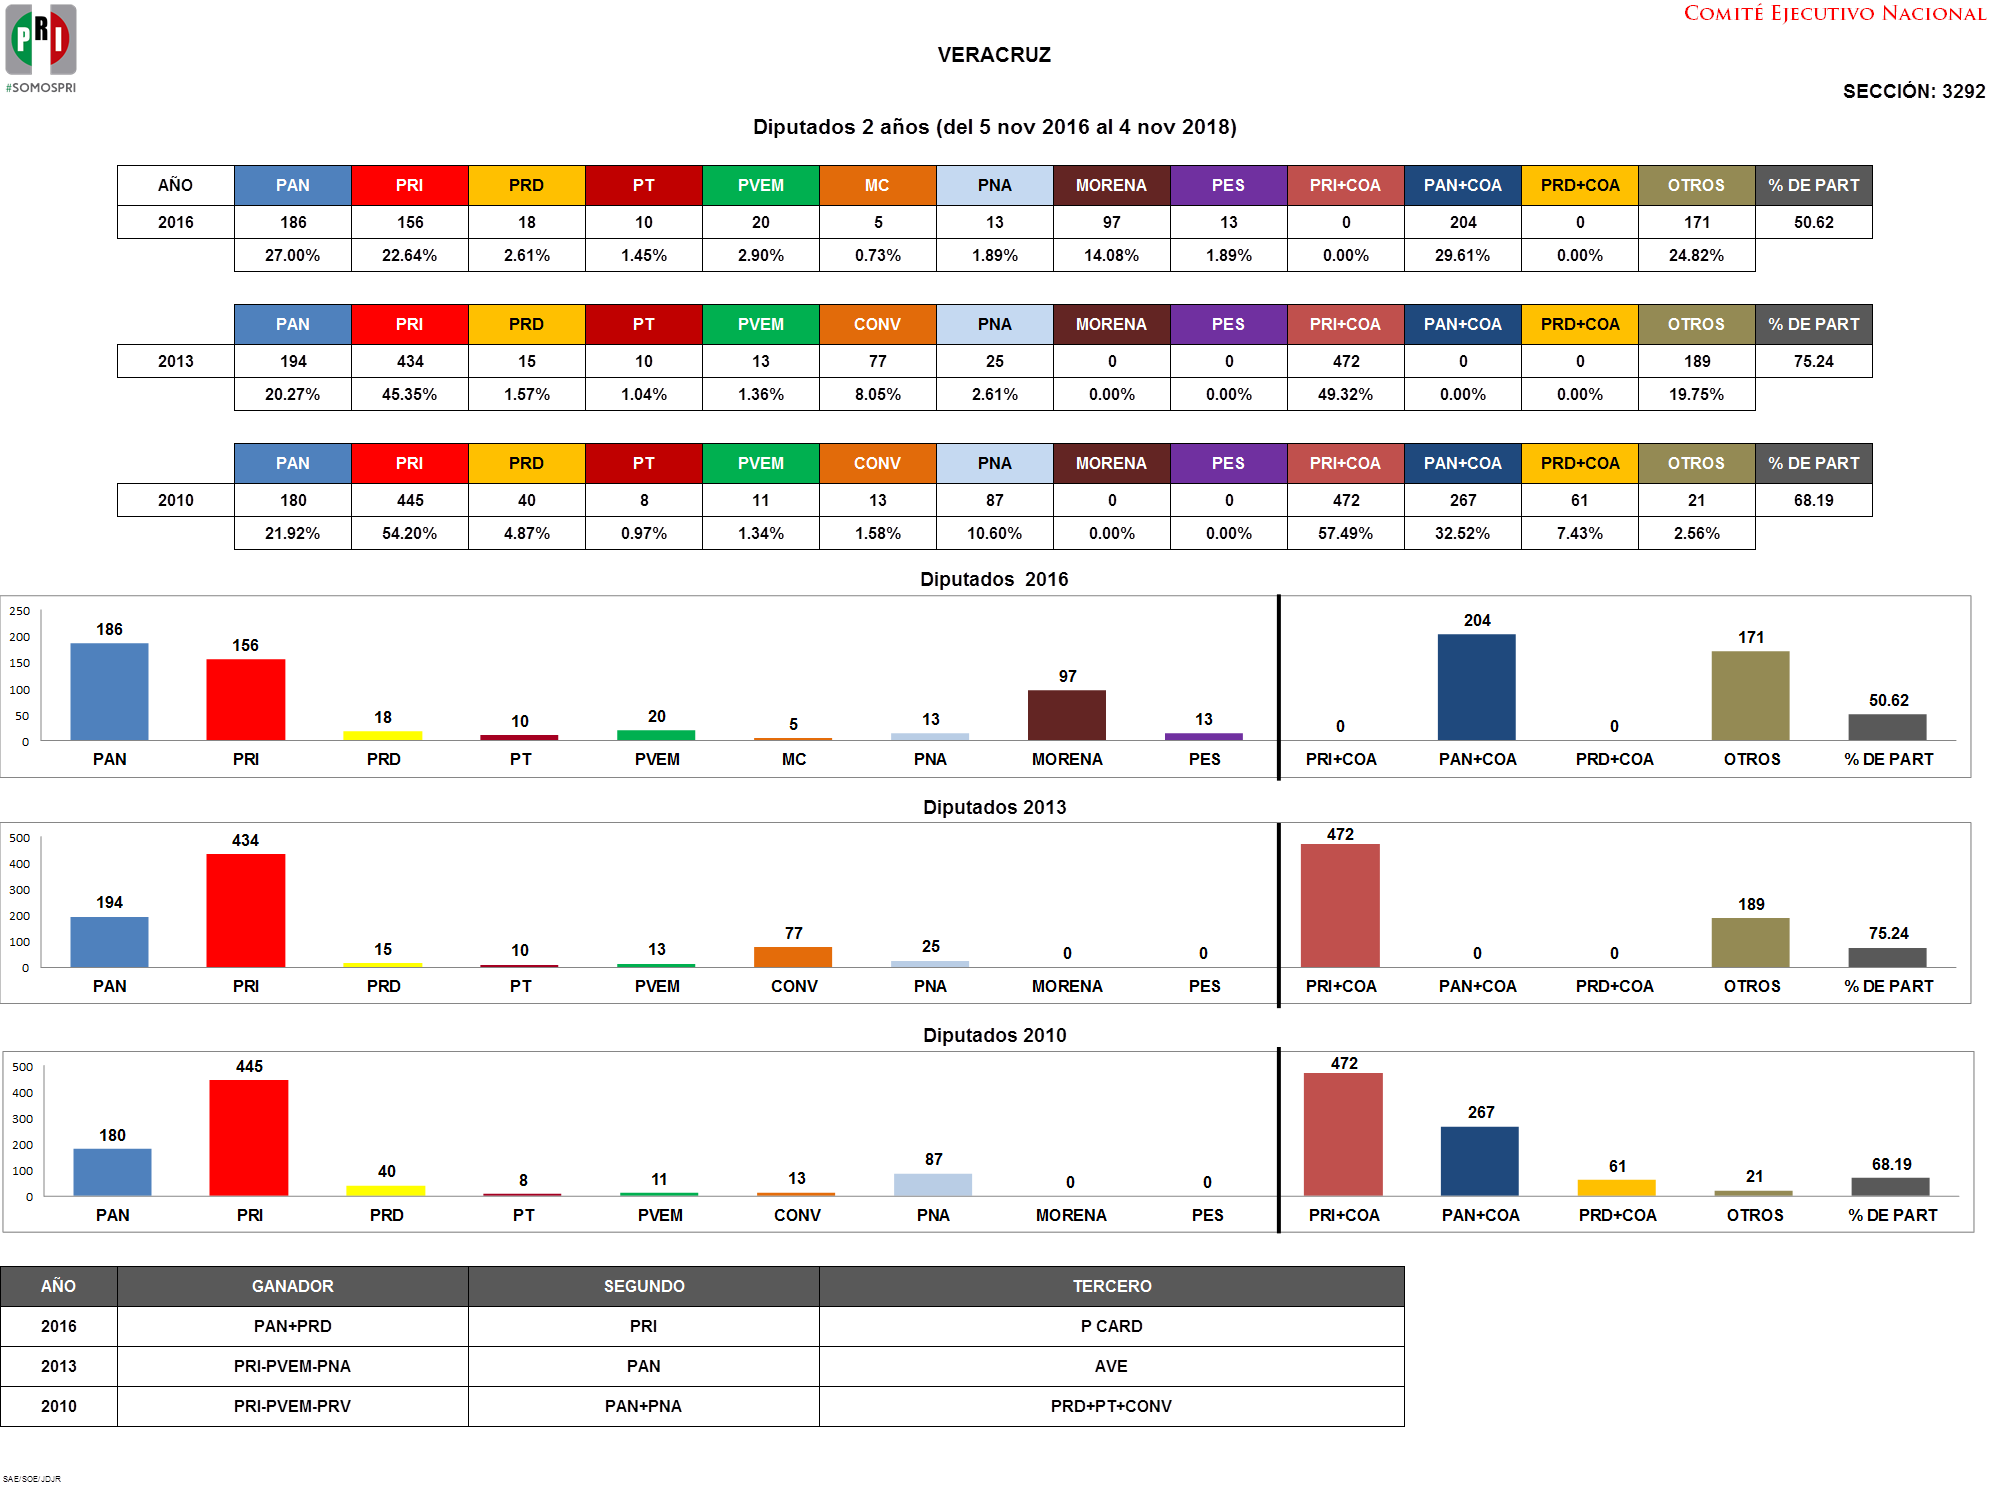 PRI
#SOMOSPRI
COMITÉ EJECUTIVO NACIONAL
VERACRUZ
SECCIÓN: 3292
Diputados 2 años (del 5 nov 2016 al 4 nov 2018)
AÑO PAN PRI PRD PT PVEM MC PNA MORENA PES PRI+COA PAN+COA PRD+COA OTROS % DE PART
2016 186 156 18 10 20 5 13 97 13 0 204 0 171 50.62
27.00% 22.64% 2.61% 1.45% 2.90% 0.73% 1.89% 14.08% 1.89% 0.00% 29.61% 0.00% 24.82%
PAN PRI PRD PT PVEM CONV PNA MORENA PES PRI+COA PAN+COA PRD+COA OTROS % DE PART
2013 194 434 15 10 13 77 25 0 0 472 0 0 189 75.24
20.27% 45.35% 1.57% 1.04% 1.36% 8.05% 2.61% 0.00% 0.00% 49.32% 0.00% 0.00% 19.75%
PAN PRI PRD PT PVEM CONV PNA MORENA PES PRI+COA PAN+COA PRD+COA OTROS % DE PART
2010 180 445 40 8 11 13 87 0 0 472 267 61 21 68.19
21.92% 54.20% 4.87% 0.97% 1.34% 1.58% 10.60% 0.00% 0.00% 57.49% 32.52% 7.43% 2.56%
Diputados 2016
250
200
150
100
50
0
186 156 18 10 20 5 13 97 13 0 204 0 171 50.62
PAN PRI PRD PT PVEM MC PNA MORENA PES PRI+COA PAN+COA PRD+COA OTROS % DE PART
Diputados 2013
500
400
300
200
100
0
194 434 15 10 13 77 25 0 0 472 0 0 189 75.24
PAN PRI PRD PT PVEM CONV PNA MORENA PES PRI+COA PAN+COA PRD+COA OTROS % DE PART
Diputados 2010
500
400
300
200
100
0
180 445 40 8 11 13 87 0 0 472 267 61 21 68.19
PAN PRI PRD PT PVEM CONV PNA MORENA PES PRI+COA PAN+COA PRD+COA OTROS % DE PART
AÑO GANADOR SEGUNDO TERCERO
2016 PAN+PRD PRI P CARD
2013 PRI-PVEM-PNA PAN AVE
2010 PRI-PVEM-PRV PAN+PNA PRD+PT+CONV
SAE/SOE/JDJR